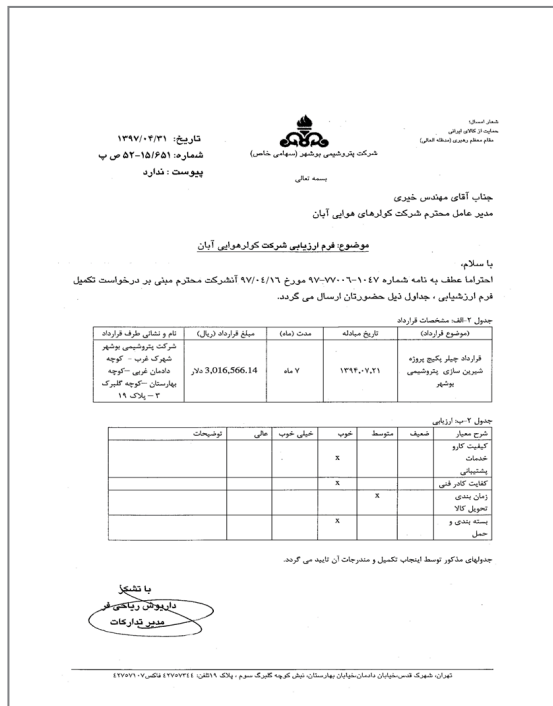 شعار امسال:
حمایت از کالای ایرانی
مقام معظم رهبری (مدظله العالی)
شرکت پتروشیمی بوشهر (سهامی خاص)
بسمه تعالی
تاریخ: ۱۳۹۷/۰۴/۳۱
شماره: ۱۵/۶۵۱-۵۲ ص پ
پیوست : ندارد
جناب آقای مهندس خیری
مدیر عامل محترم شرکت کولرهای هوایی آبان
موضوع: فرم ارزیابی شرکت کولرهوایی آبان
با سلام،
احتراما عطف به نامه شماره ۱۰۴۷-۷۷۰۰۶-۹۷ مورخ ۹۷/۰۴/۱۶ آنشرکت محترم مبنی بر درخواست تکمیل
فرم ارزشیابی ، جداول ذیل حضورتان ارسال می گردد.
جدول ۲-الف: مشخصات قرارداد
(موضوع قرارداد) تاریخ مبادله مدت (ماه) مبلغ قرارداد (ریال) نام و نشانی طرف قرارداد
قرارداد چیلر پکیج پروژه
شیرین سازی پتروشیمی
بوشهر
۱۳۹۴,۰۷,۲۱
۷ ماه
3,016,566.14 دلار
شرکت پتروشیمی بوشهر
شهرک غرب - کوچه
دادمان غربی –کوچه
بهارستان –کوچه گلبرگ
۳ – پلاک ۱۹
جدول ۲-ب: ارزیابی
شرح معیار ضعیف متوسط خوب خیلی خوب عالی توضیحات
کیفیت کارو
خدمات x
پشتیبانی
کفایت کادر فنی x
زمان بندی x
تحویل کالا
بسته بندی و x
حمل
جدولهای مذکور توسط اینجانب تکمیل و مندرجات آن تایید می گردد.
با تشکر
داریوش ریاحی فر
مدیر تدارکات
تهران، شهرک قدس،خیابان دادمان،خیابان بهارستان، نبش کوچه گلبرگ سوم ، پلاک ۱۹تلفن: ۴۲۷۵۷۳۴۴ فاکس:۴۲۷۵۷۱۰۷